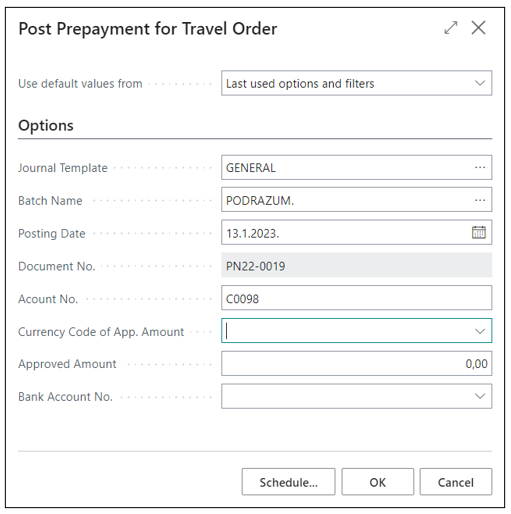 Post Prepayment for Travel Order
Use default values from Last used options and filters
Options
Journal Template GENERAL ...
Batch Name PODRAZUM. ...
Posting Date 13.1.2023.
Document No. PN22-0019
Acount No. C0098
Currency Code of App. Amount
Approved Amount 0,00
Bank Account No.
Schedule... OK Cancel